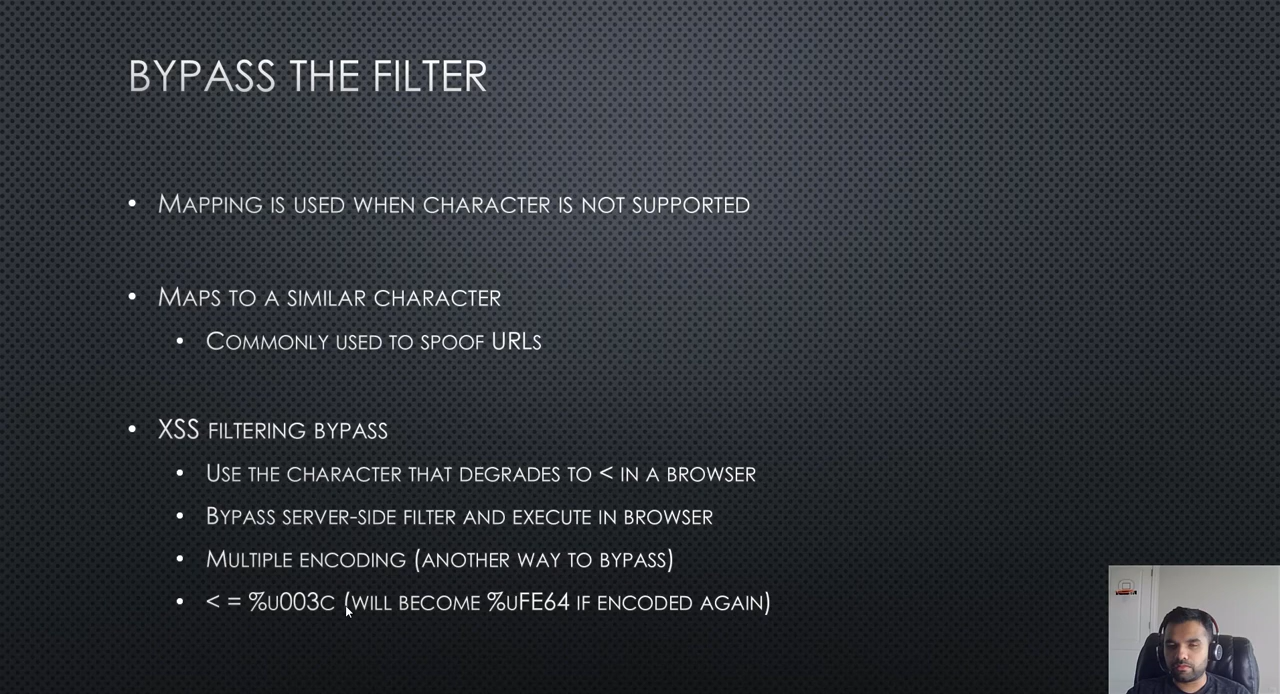 BYPASS THE FILTER
• MAPPING IS USED WHEN CHARACTER IS NOT SUPPORTED
• MAPS TO A SIMILAR CHARACTER
• COMMONLY USED TO SPOOF URLS
• XSS FILTERING BYPASS
• USE THE CHARACTER THAT DEGRADES TO < IN A BROWSER
• BYPASS SERVER-SIDE FILTER AND EXECUTE IN BROWSER
• MULTIPLE ENCODING (ANOTHER WAY TO BYPASS)
• < = %U003C (WILL BECOME %UFE64 IF ENCODED AGAIN)